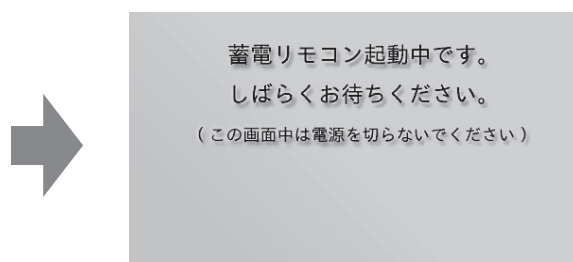 蓄電リモコン起動中です。
しばらくお待ちください。
（この画面中は電源を切らないでください）